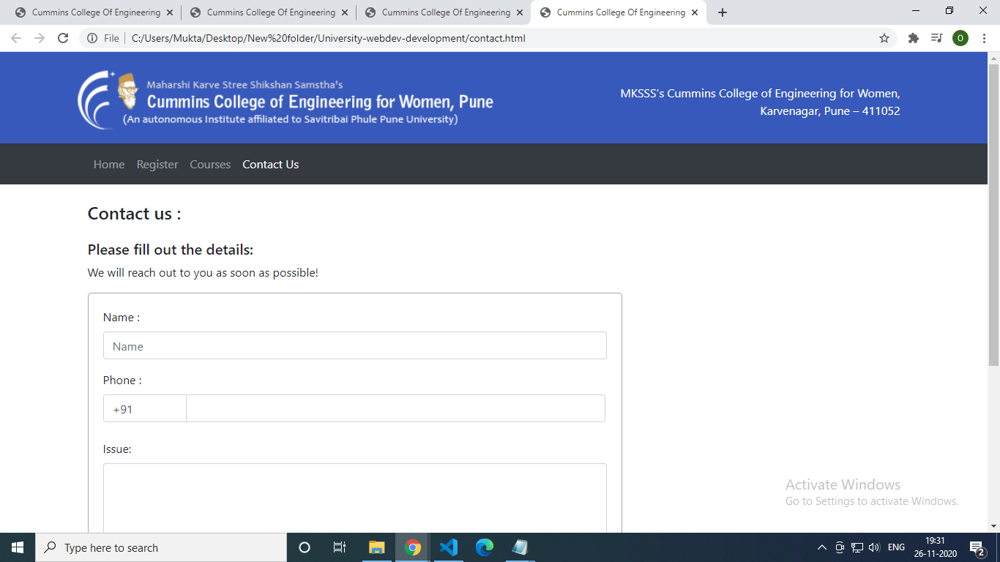 Cummins College Of Engineering
Cummins College Of Engineering
Cummins College Of Engineering
Cummins College Of Engineering
File
C:/Users/Mukta/Desktop/New%20folder/University-webdev-development/contact.html
O
Maharshi Karve Stree Shikshan Samstha's
Cummins College of Engineering for Women, Pune
(An autonomous Institute affiliated to Savitribai Phule Pune University)
MKSSS’s Cummins College of Engineering for Women,
Karvenagar, Pune – 411052
Home Register Courses Contact Us
Contact us :
Please fill out the details:
We will reach out to you as soon as possible!
Name :
Name
Phone :
+91
Issue:
Activate Windows
Go to Settings to activate Windows.
Type here to search
ENG
19:31
26-11-2020
2